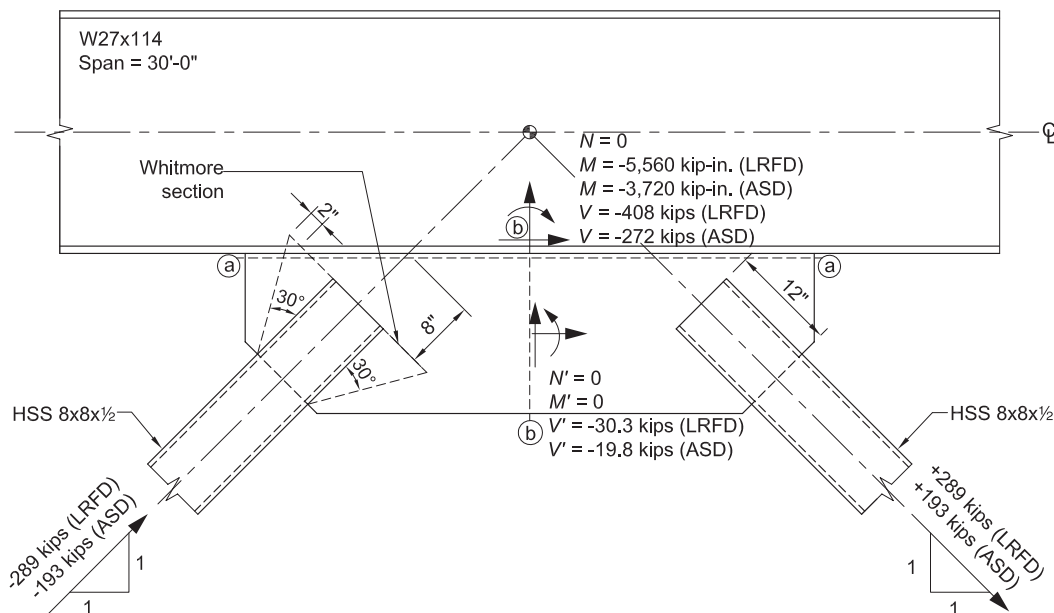 W27x114
Span = 30'-0"
℄
N = 0
M = -5,560 kip-in. (LRFD)
M = -3,720 kip-in. (ASD)
V = -408 kips (LRFD)
V = -272 kips (ASD)
Whitmore
section
2"
b
a
a
30°
8"
12"
30°
N' = 0
M' = 0
V' = -30.3 kips (LRFD)
V' = -19.8 kips (ASD)
b
HSS 8x8x½
HSS 8x8x½
-289 kips (LRFD)
-193 kips (ASD)
1
1
+289 kips (LRFD)
+193 kips (ASD)
1
1